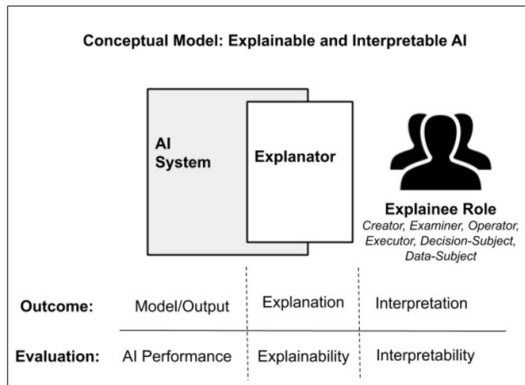 Conceptual Model: Explainable and Interpretable AI
AI
System
Explanator
Explainee Role
Creator, Examiner, Operator,
Executor, Decision-Subject,
Data-Subject
Outcome: Model/Output Explanation Interpretation
Evaluation: AI Performance Explainability Interpretability